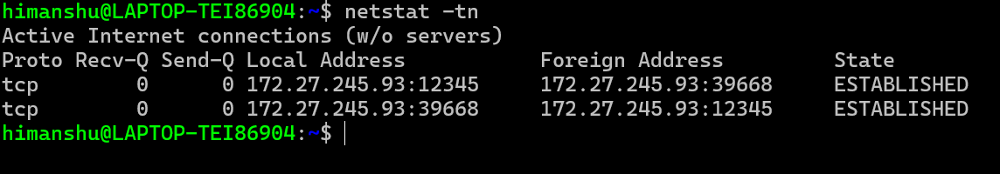 himanshu@LAPTOP-TEI86904:~$ netstat -tn
Active Internet connections (w/o servers)
Proto Recv-Q Send-Q Local Address           Foreign Address         State
tcp        0      0 172.27.245.93:12345     172.27.245.93:39668     ESTABLISHED
tcp        0      0 172.27.245.93:39668     172.27.245.93:12345     ESTABLISHED
himanshu@LAPTOP-TEI86904:~$